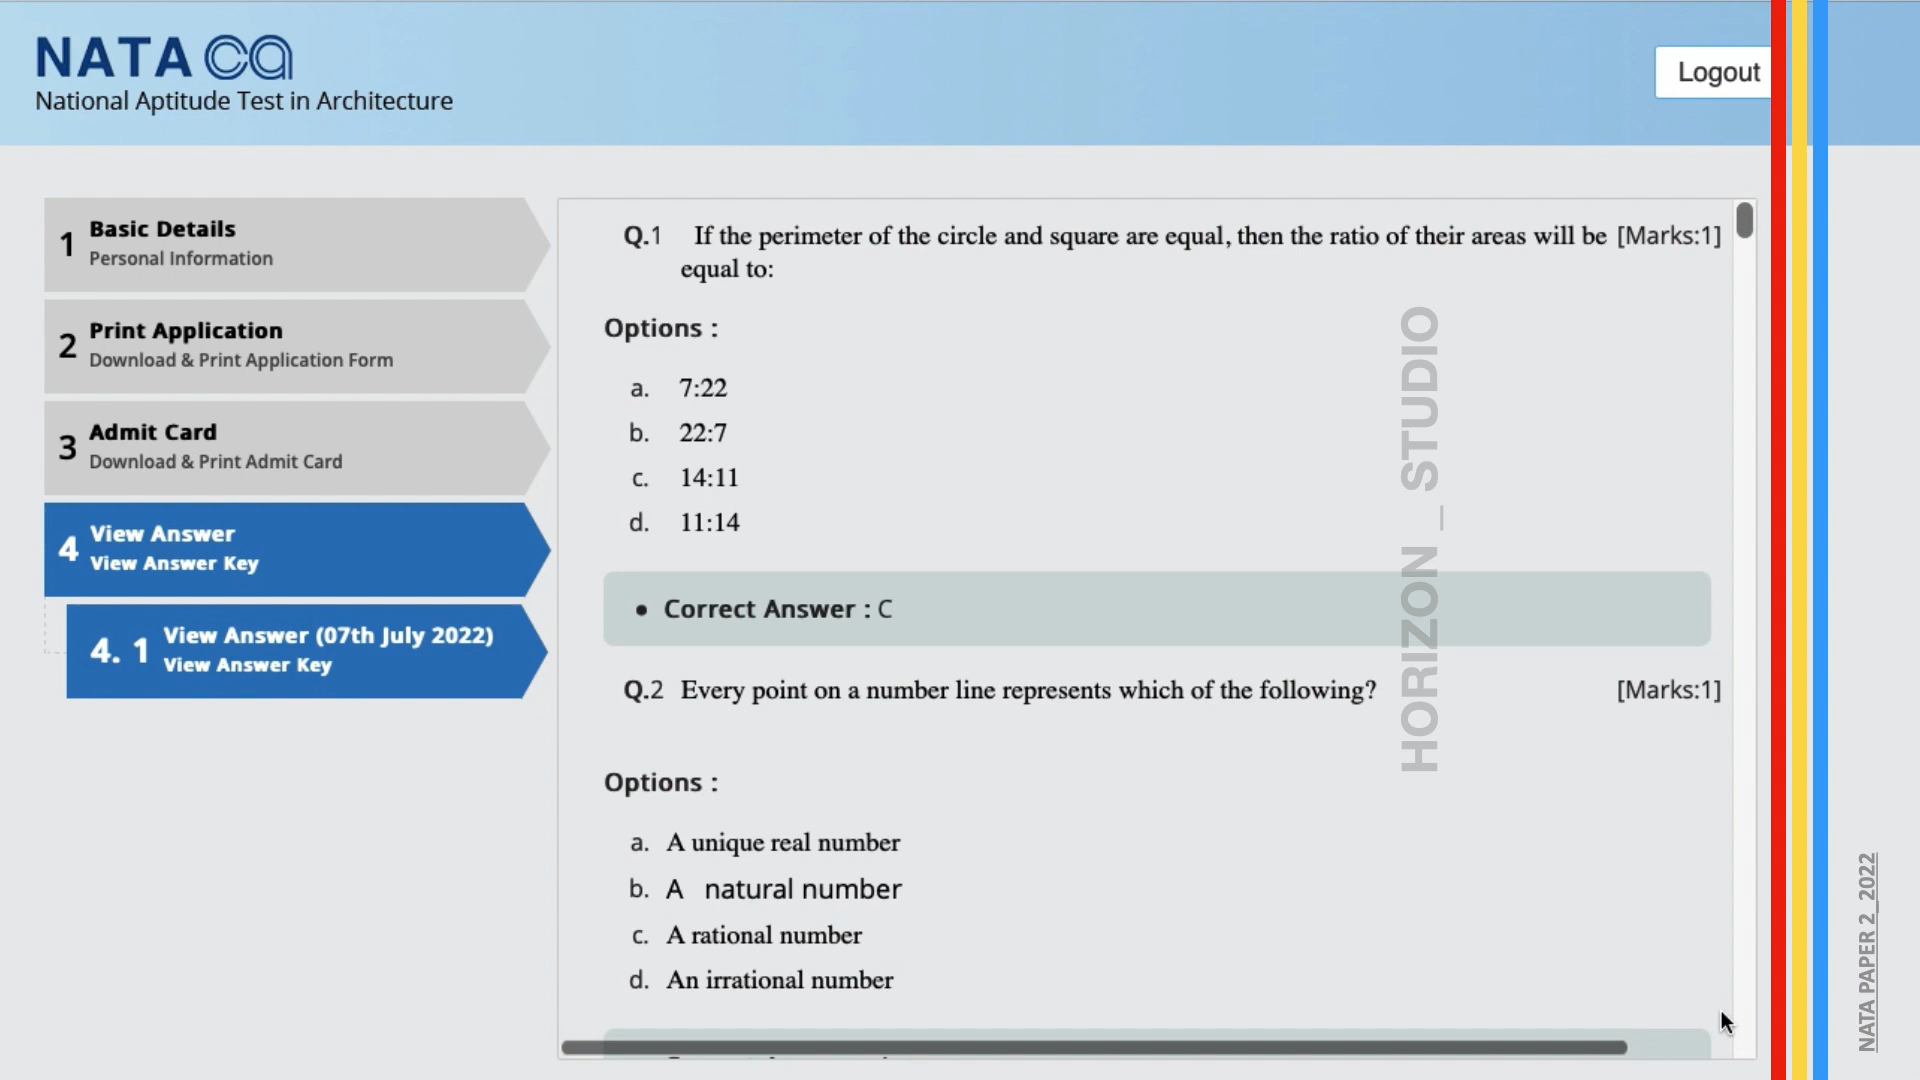 NATA ca
National Aptitude Test in Architecture
Logout
1 Basic Details
Personal Information
2 Print Application
Download & Print Application Form
3 Admit Card
Download & Print Admit Card
4 View Answer
View Answer Key
4. 1 View Answer (07th July 2022)
View Answer Key
Q.1 If the perimeter of the circle and square are equal, then the ratio of their areas will be [Marks:1]
equal to:
Options :
a. 7:22
b. 22:7
c. 14:11
d. 11:14
• Correct Answer : C
Q.2 Every point on a number line represents which of the following? [Marks:1]
Options :
a. A unique real number
b. A natural number
c. A rational number
d. An irrational number
HORIZON _ STUDIO
NATA PAPER 2_2022